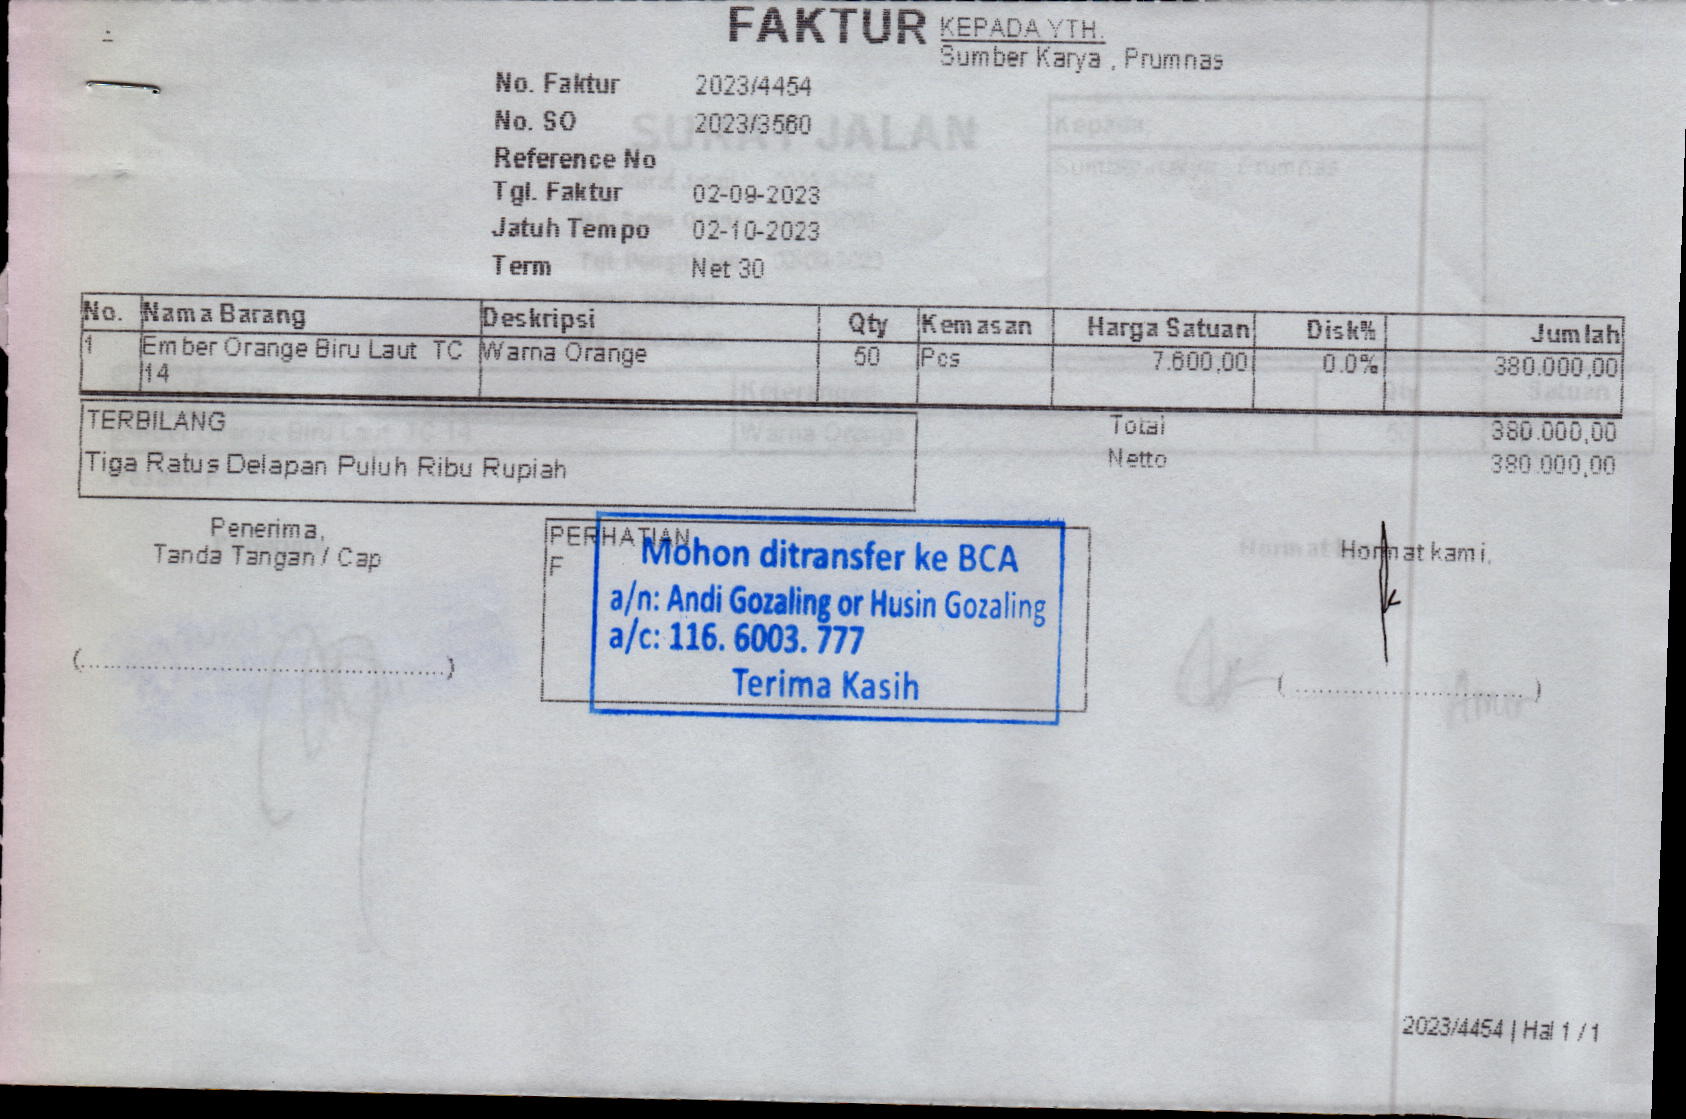 FAKTUR
KEPADA YTH.
Sumber Karya , Prumnas
No. Faktur 2023/4454
No. SO 2023/3560
Reference No
Tgl. Faktur 02-09-2023
Jatuh Tempo 02-10-2023
Term Net 30
SURAT JALAN
Kepada
No. Nama Barang Deskripsi Qty Kemasan Harga Satuan Disk% Jumlah
1 Ember Orange Biru Laut TC 14 Warna Orange 50 Pcs 7.600,00 0.0% 380.000,00
TERBILANG
Tiga Ratus Delapan Puluh Ribu Rupiah
Total 380.000,00
Netto 380.000,00
Penerima,
Tanda Tangan / Cap
(........................................................)
PERHATIAN
F
Mohon ditransfer ke BCA
a/n: Andi Gozaling or Husin Gozaling
a/c: 116. 6003. 777
Terima Kasih
Hormat kami,
(...................................)
2023/4454 | Hal 1 / 1